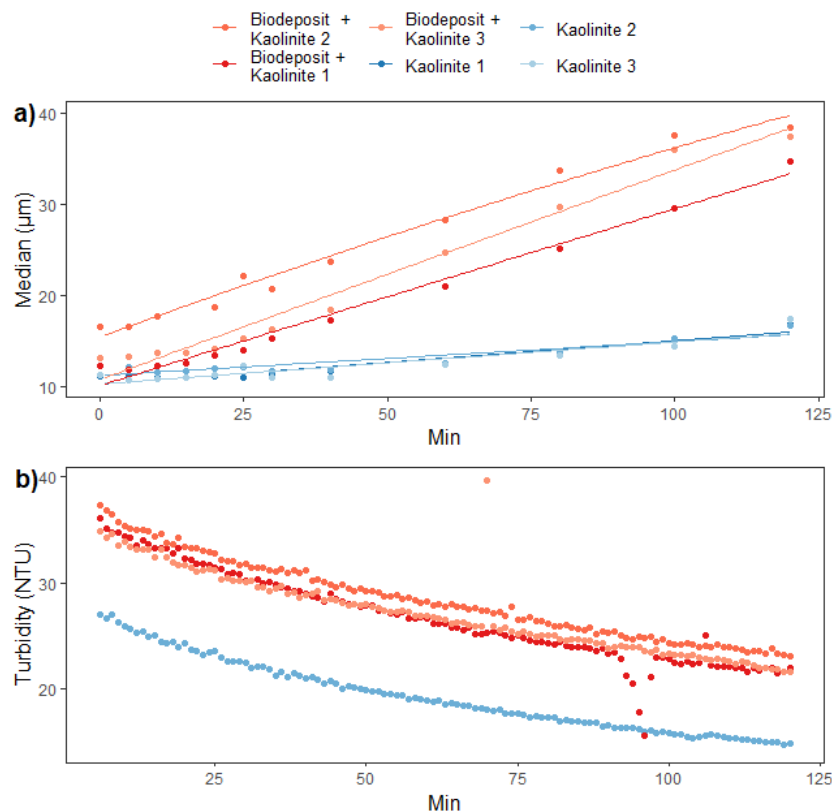 Biodeposit + Kaolinite 2
Biodeposit + Kaolinite 3
Kaolinite 2
Biodeposit + Kaolinite 1
Kaolinite 1
Kaolinite 3
a)
40
30
20
10
Median (µm)
0 25 50 75 100 125
Min
b)
40
30
20
Turbidity (NTU)
25 50 75 100 125
Min